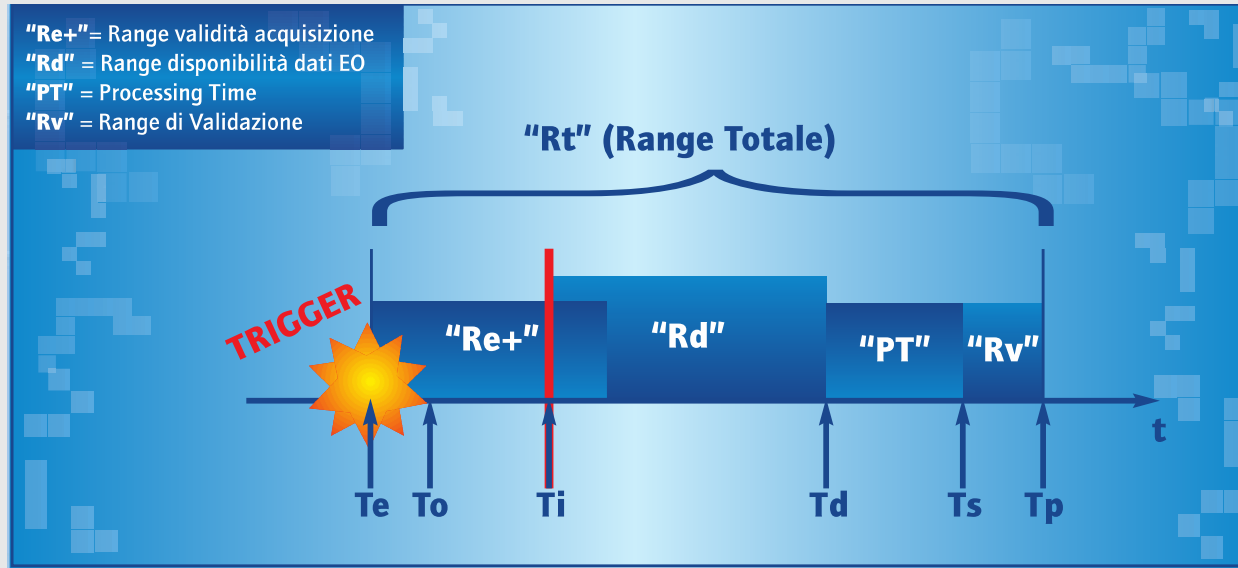 “Re+”= Range validità acquisizione
“Rd” = Range disponibilità dati EO
“PT” = Processing Time
“Rv” = Range di Validazione
“Rt” (Range Totale)
TRIGGER
“Re+” “Rd” “PT” “Rv”
t
Te To Ti Td Ts Tp